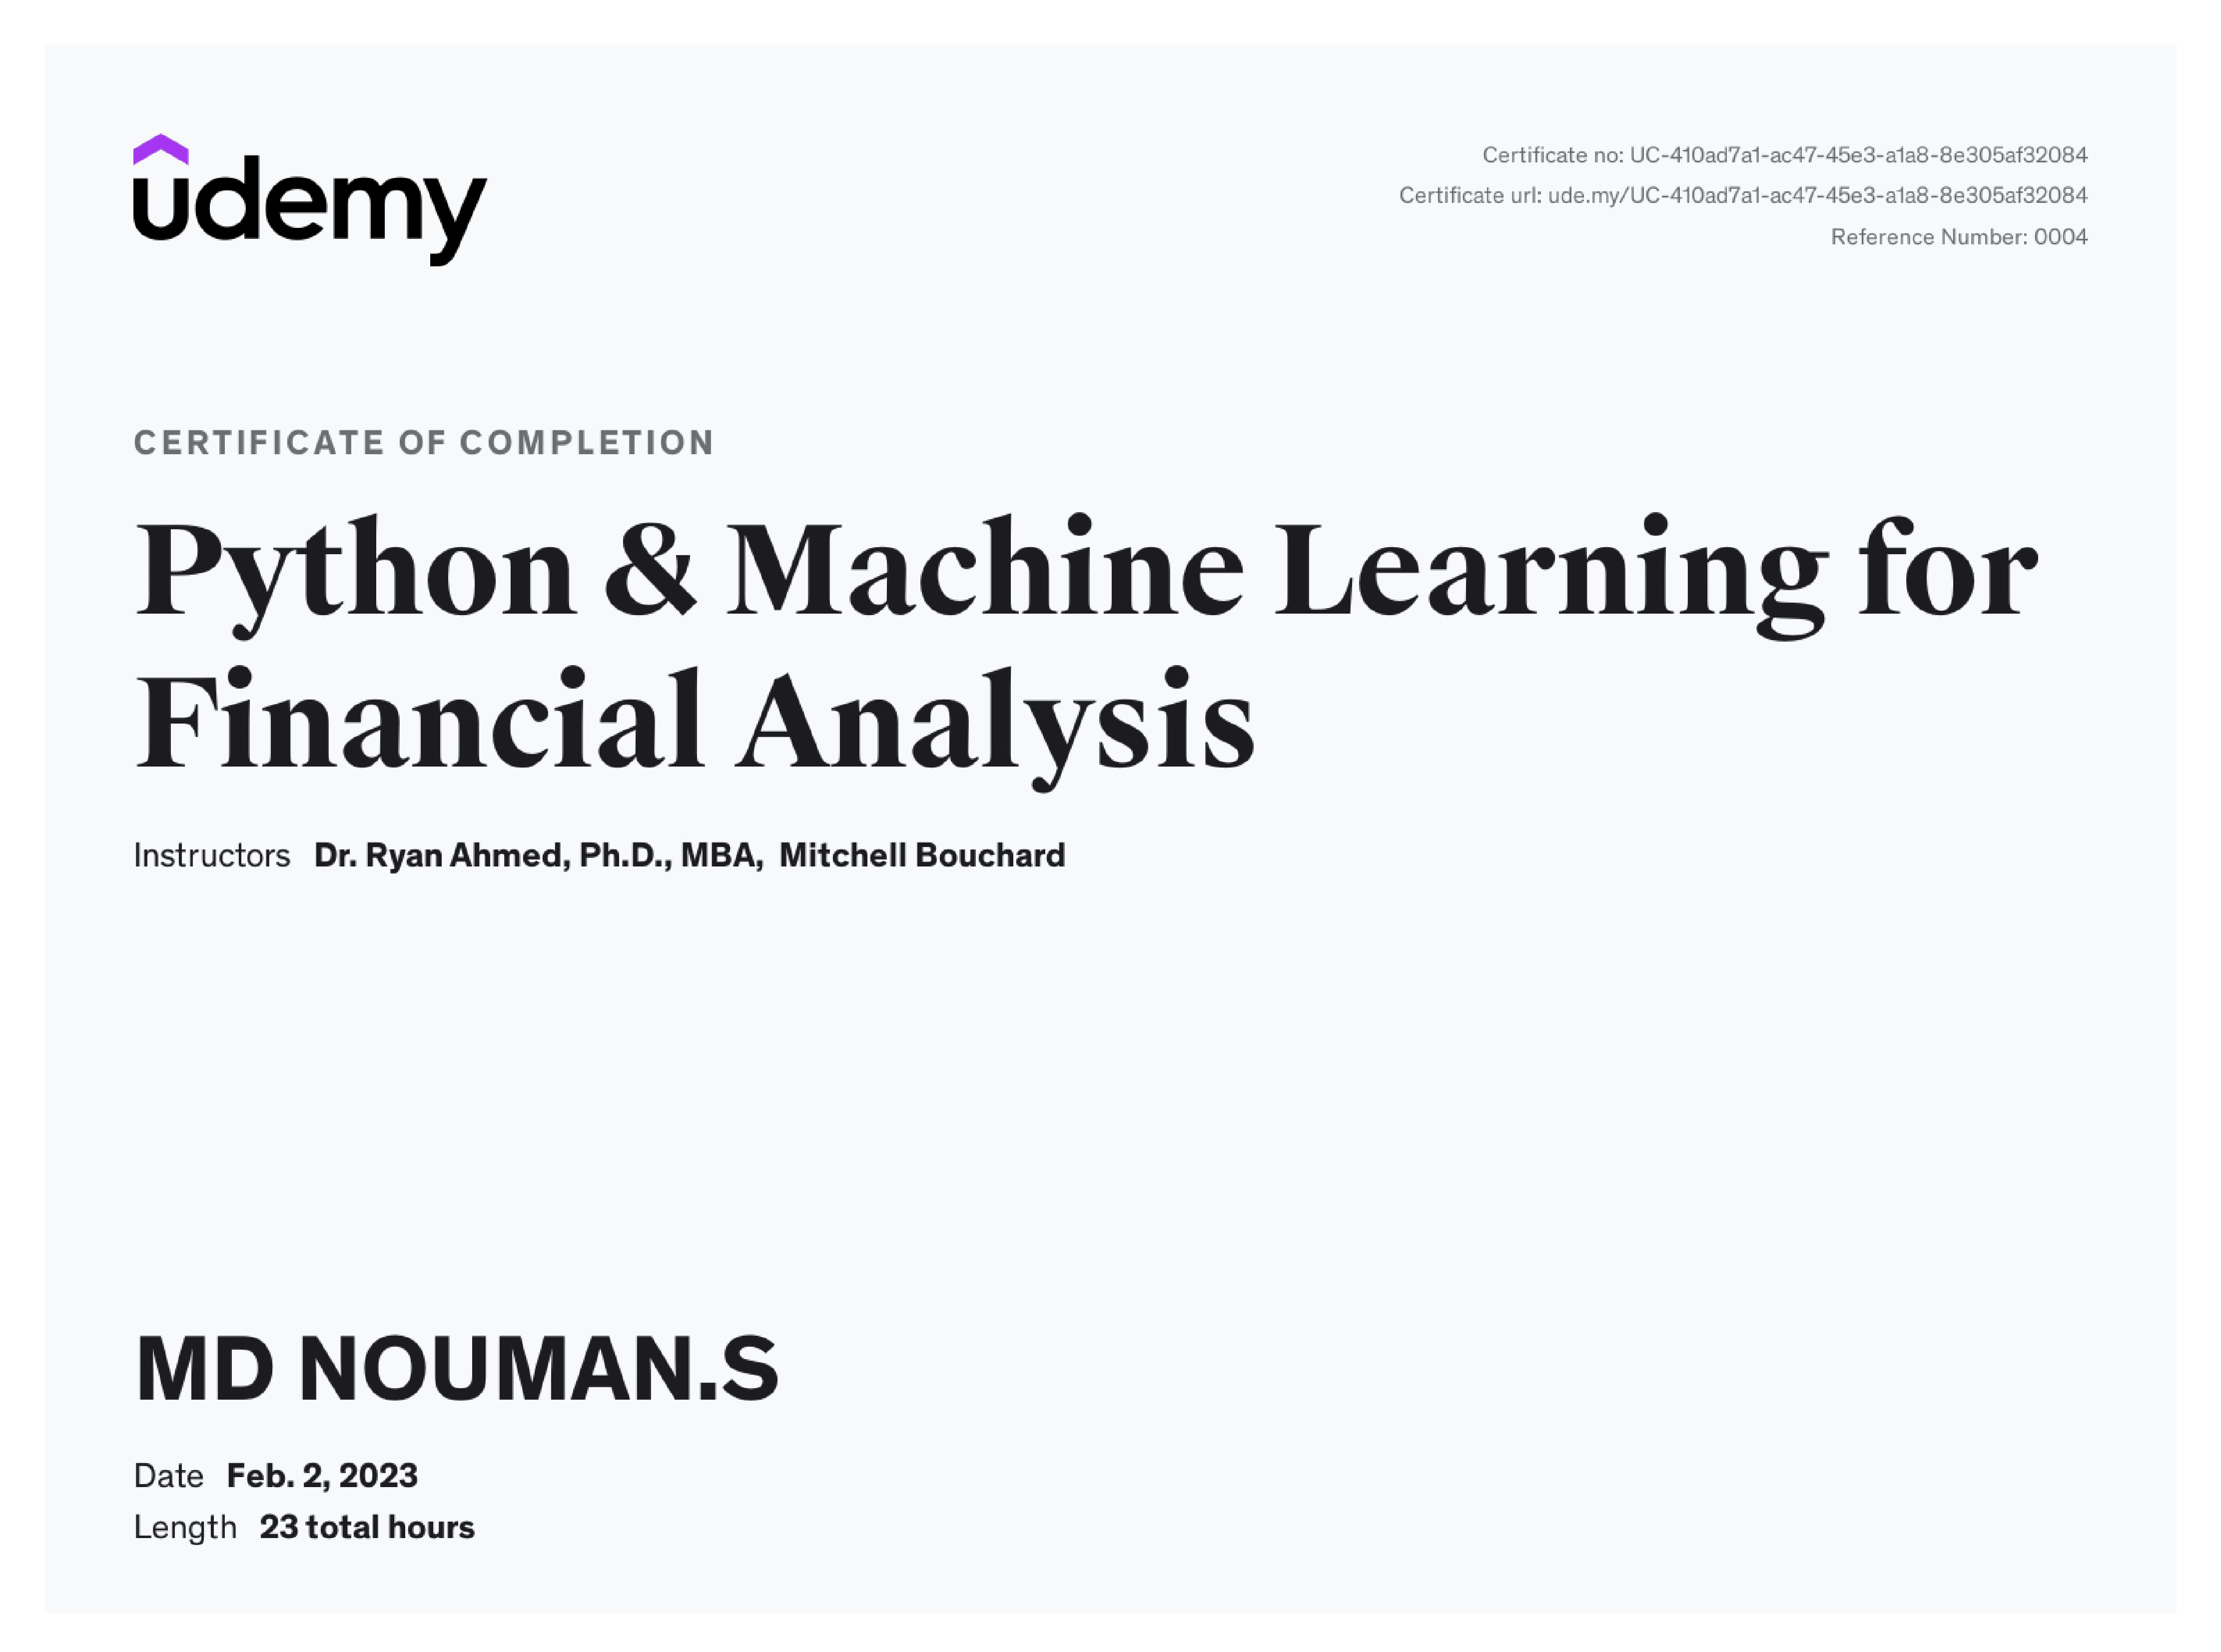 udemy
Certificate no: UC-410ad7a1-ac47-45e3-a1a8-8e305af32084
Certificate url: ude.my/UC-410ad7a1-ac47-45e3-a1a8-8e305af32084
Reference Number: 0004
CERTIFICATE OF COMPLETION
Python & Machine Learning for
Financial Analysis
Instructors Dr. Ryan Ahmed, Ph.D., MBA, Mitchell Bouchard
MD NOUMAN.S
Date Feb. 2, 2023
Length 23 total hours